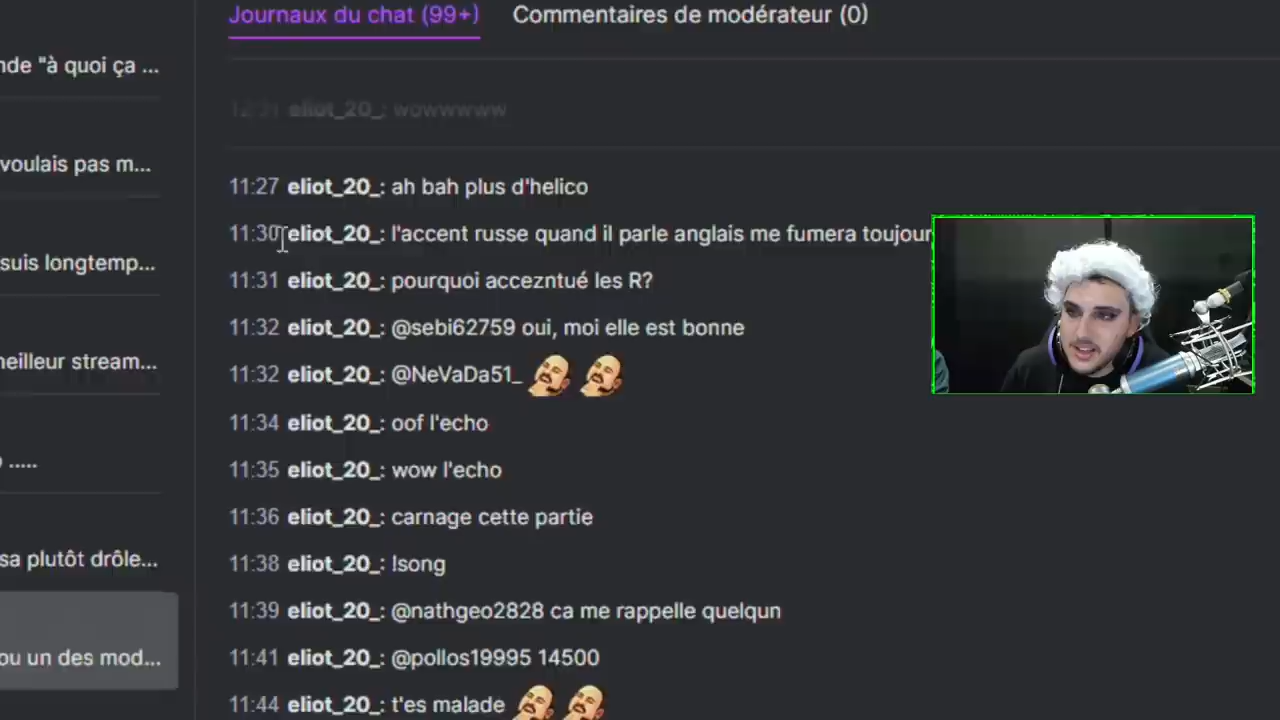 Journaux du chat (99+) Commentaires de modérateur (0)
nde "à quoi ça ...
12:31 eliot_20_: wowwwww
voulais pas m...
11:27 eliot_20_: ah bah plus d'helico
11:30 eliot_20_: l'accent russe quand il parle anglais me fumera toujour
suis longtemp...
11:31 eliot_20_: pourquoi accezntué les R?
11:32 eliot_20_: @sebi62759 oui, moi elle est bonne
neilleur stream...
11:32 eliot_20_: @NeVaDa51_
11:34 eliot_20_: oof l'echo
.....
11:35 eliot_20_: wow l'echo
11:36 eliot_20_: carnage cette partie
sa plutôt drôle...
11:38 eliot_20_: !song
11:39 eliot_20_: @nathgeo2828 ca me rappelle quelqun
ou un des mod...
11:41 eliot_20_: @pollos19995 14500
11:44 eliot_20_: t'es malade